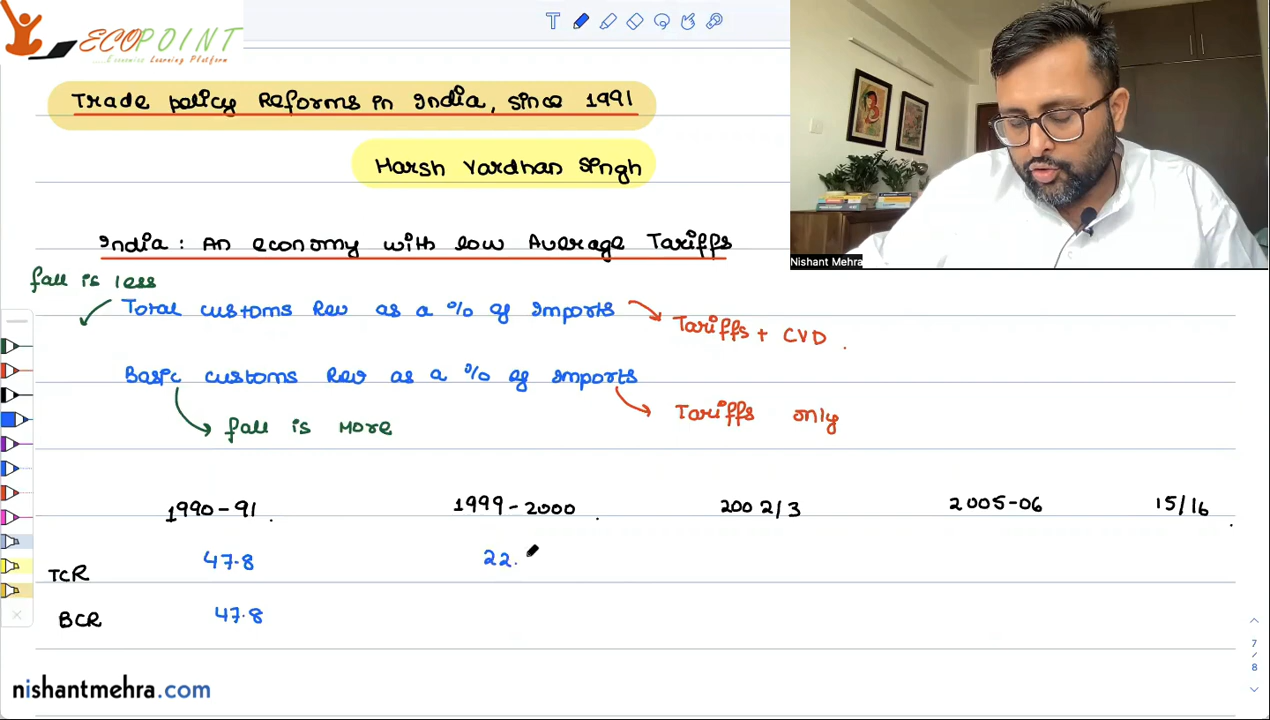 ECOPOINT
....Economics Learning Platform
T
Trade policy Reforms in India, since 1991
Harsh Vardhan Singh
India: An economy with low Average Tariffs
fall is less
Total customs Rev as a % of imports
Tariffs + CVD.
Basic customs Rev as a % of imports
Tariffs only
fall is more
1990-91. 1999-2000. 2002/3 2005-06 15/16.
TCR 47.8 22.
BCR 47.8
Nishant Mehra
7
/
8
nishantmehra.com